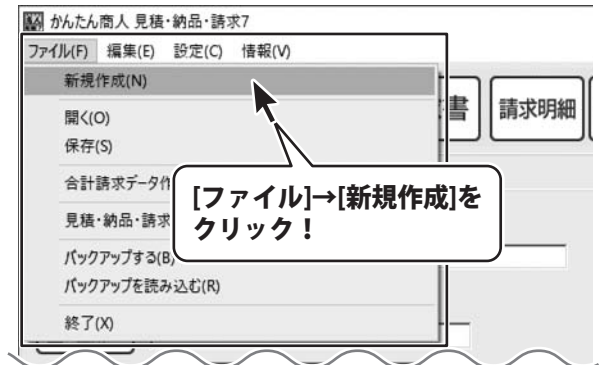 かんたん商人 見積・納品・請求7
ファイル(F) 編集(E) 設定(C) 情報(V)
新規作成(N)
開く(O)
保存(S)
合計請求データ作
見積・納品・請求
バックアップする(B)
バックアップを読み込む(R)
終了(X)
書
請求明細
[ファイル]→[新規作成]を
クリック！